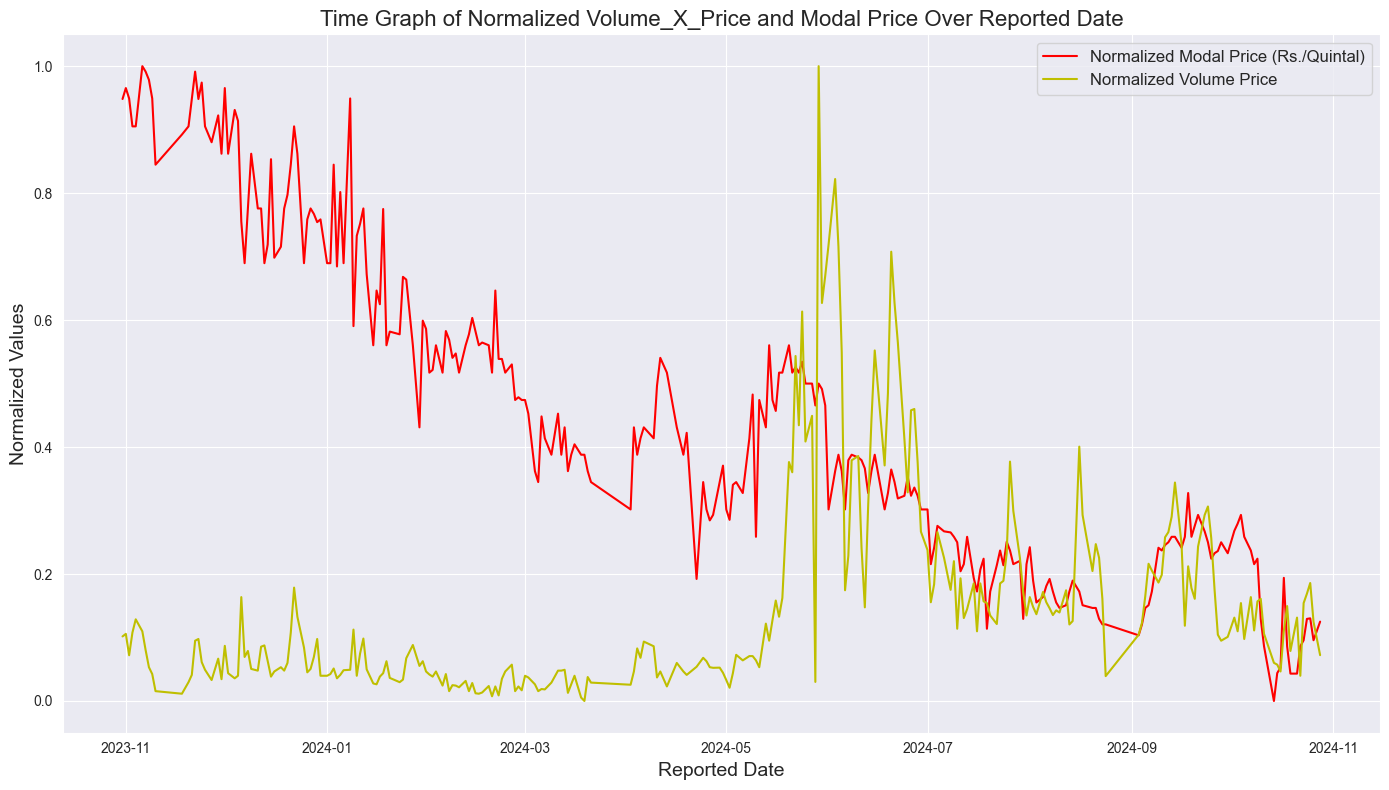 Time Graph of Normalized Volume_X_Price and Modal Price Over Reported Date
Normalized Modal Price (Rs./Quintal)
Normalized Volume Price
Normalized Values
1.0
0.8
0.6
0.4
0.2
0.0
2023-11
2024-01
2024-03
2024-05
2024-07
2024-09
2024-11
Reported Date